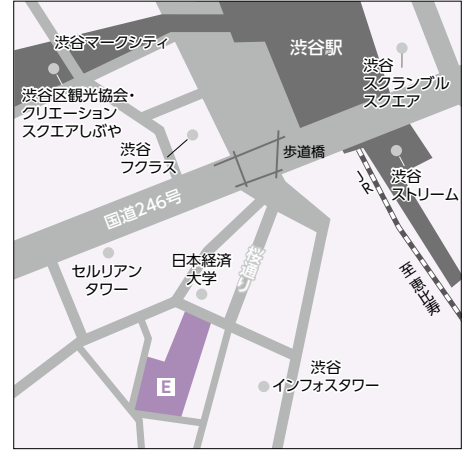 渋谷マークシティ
渋谷駅
渋谷
スクランブル
スクエア
渋谷区観光協会・
クリエーション
スクエアしぶや
渋谷
フクラス
歩道橋
渋谷
ストリーム
JR
国道246号
至恵比寿
セルリアン
タワー
日本経済
大学
桜通り
渋谷
インフォスタワー
E